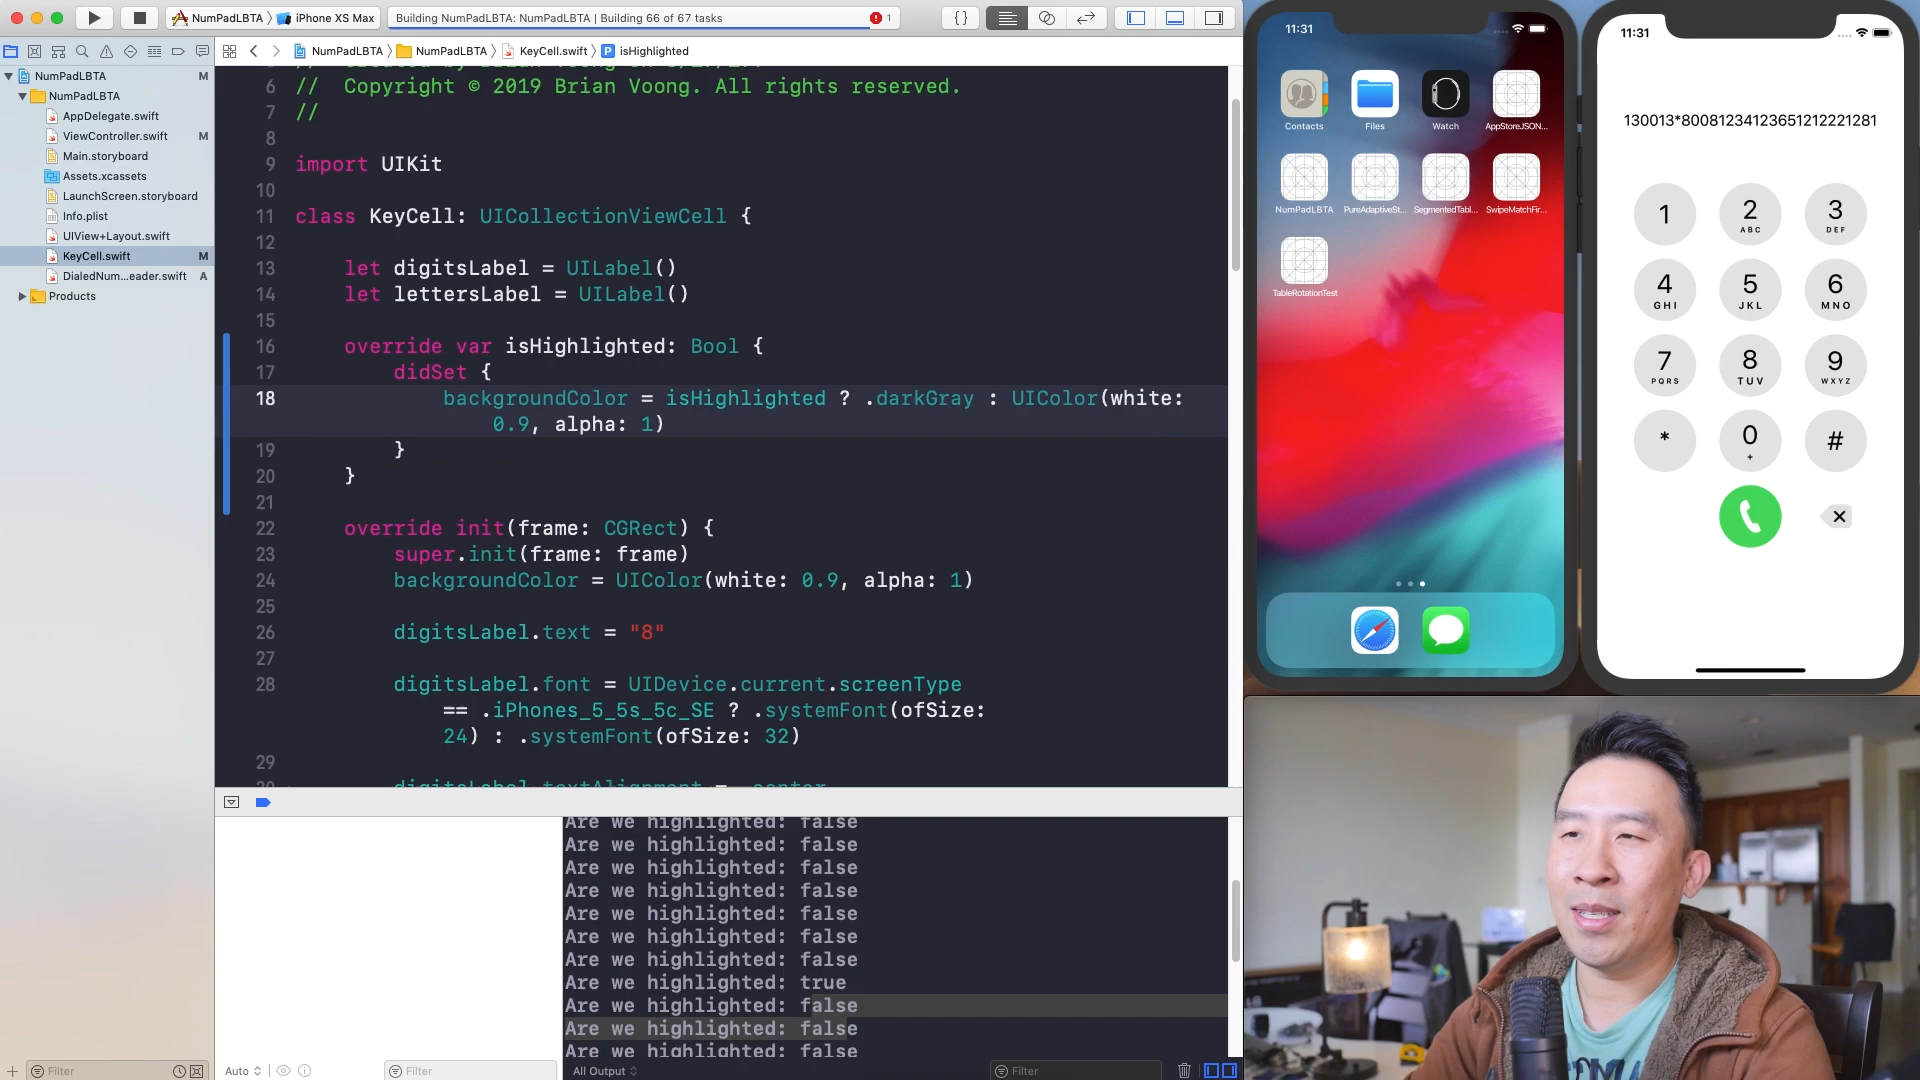 NumPadLBTA
iPhone XS Max
Building NumPadLBTA: NumPadLBTA | Building 66 of 67 tasks
1
NumPadLBTA
NumPadLBTA
KeyCell.swift
P
isHighlighted
NumPadLBTA
M
NumPadLBTA
AppDelegate.swift
ViewController.swift
M
Main.storyboard
Assets.xcassets
LaunchScreen.storyboard
Info.plist
UIView+Layout.swift
KeyCell.swift
M
DialedNum...eader.swift
A
Products
6 // Copyright © 2019 Brian Voong. All rights reserved.
7 //
8
9 import UIKit
10
11 class KeyCell: UICollectionViewCell {
12
13 let digitsLabel = UILabel()
14 let lettersLabel = UILabel()
15
16 override var isHighlighted: Bool {
17 didSet {
18 backgroundColor = isHighlighted ? .darkGray : UIColor(white:
0.9, alpha: 1)
19 }
20 }
21
22 override init(frame: CGRect) {
23 super.init(frame: frame)
24 backgroundColor = UIColor(white: 0.9, alpha: 1)
25
26 digitsLabel.text = "8"
27
28 digitsLabel.font = UIDevice.current.screenType
== .iPhones_5_5s_5c_SE ? .systemFont(ofSize:
24) : .systemFont(ofSize: 32)
29
digitsLabel.textAlignment = .center
Are we highlighted: false
Are we highlighted: false
Are we highlighted: false
Are we highlighted: false
Are we highlighted: false
Are we highlighted: false
Are we highlighted: false
Are we highlighted: true
Are we highlighted: false
Are we highlighted: false
Are we highlighted: false
Filter
Auto
Filter
All Output
Filter
11:31
Contacts
Files
Watch
AppStoreJSON...
NumPadLBTA
PureAdaptiveSt...
SegmentedTabl...
SwipeMatchFir...
TableRotationTest
11:31
130013*80081234123651212221281
1
2
ABC
3
DEF
4
GHI
5
JKL
6
MNO
7
PQRS
8
TUV
9
WXYZ
*
0
+
#